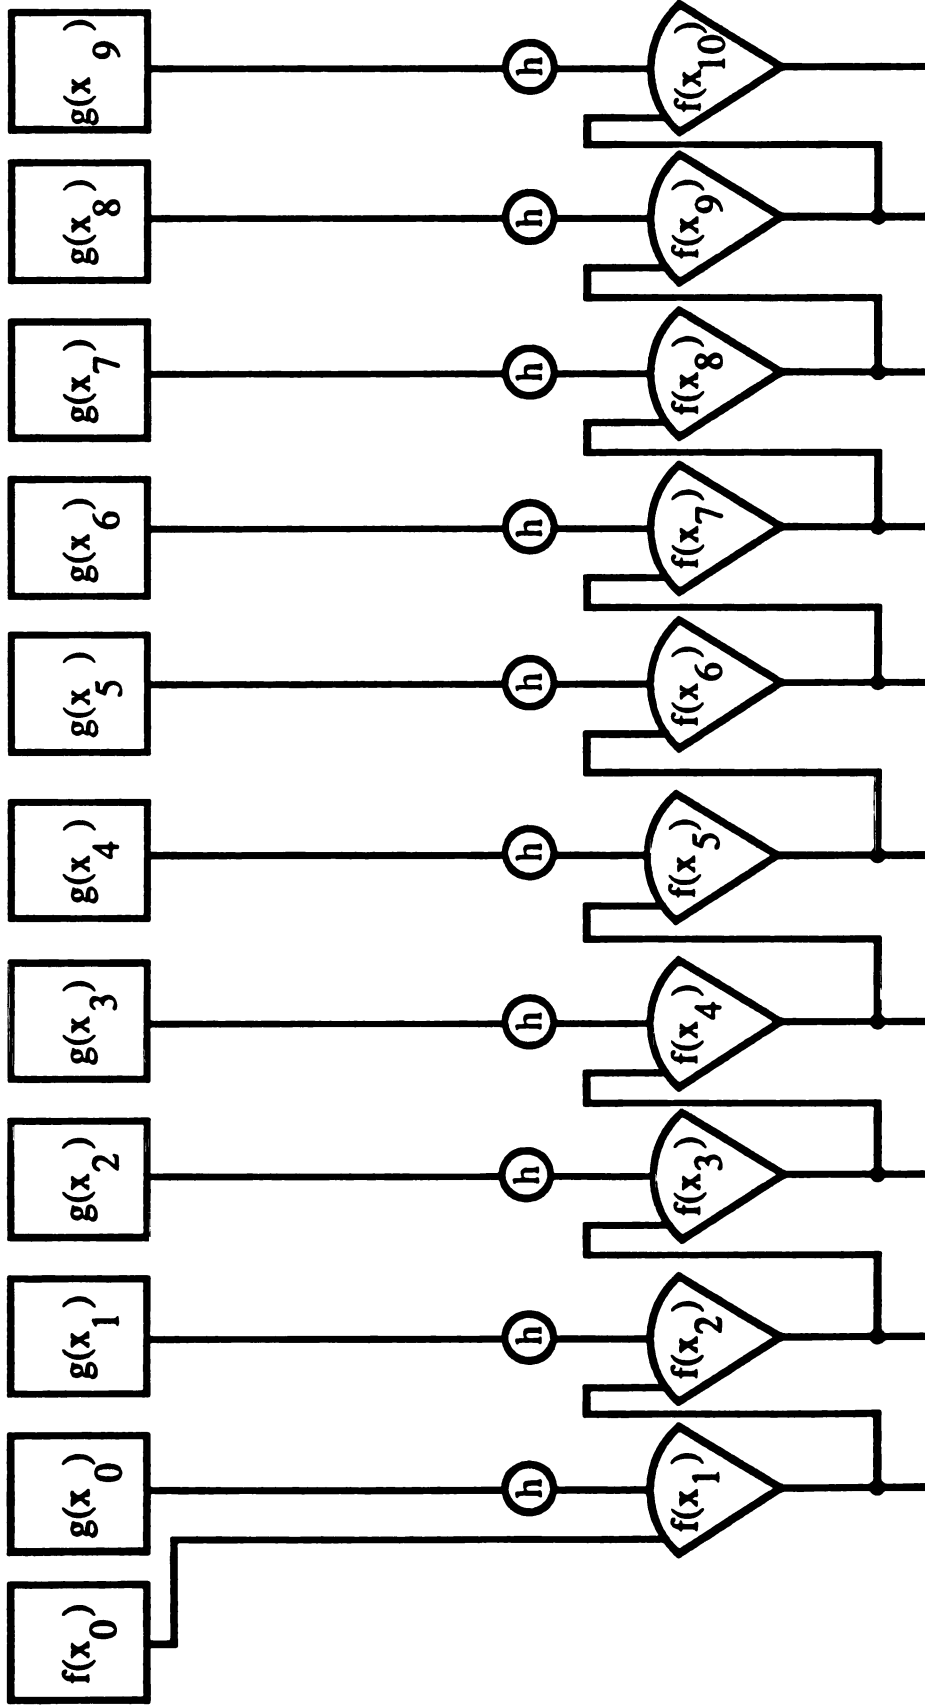 f(x0)
g(x0)
g(x1)
g(x2)
g(x3)
g(x4)
g(x5)
g(x6)
g(x7)
g(x8)
g(x 9)
h
h
h
h
h
h
h
h
h
h
f(x1)
f(x2)
f(x3)
f(x4)
f(x5)
f(x6)
f(x7)
f(x8)
f(x9)
f(x10)